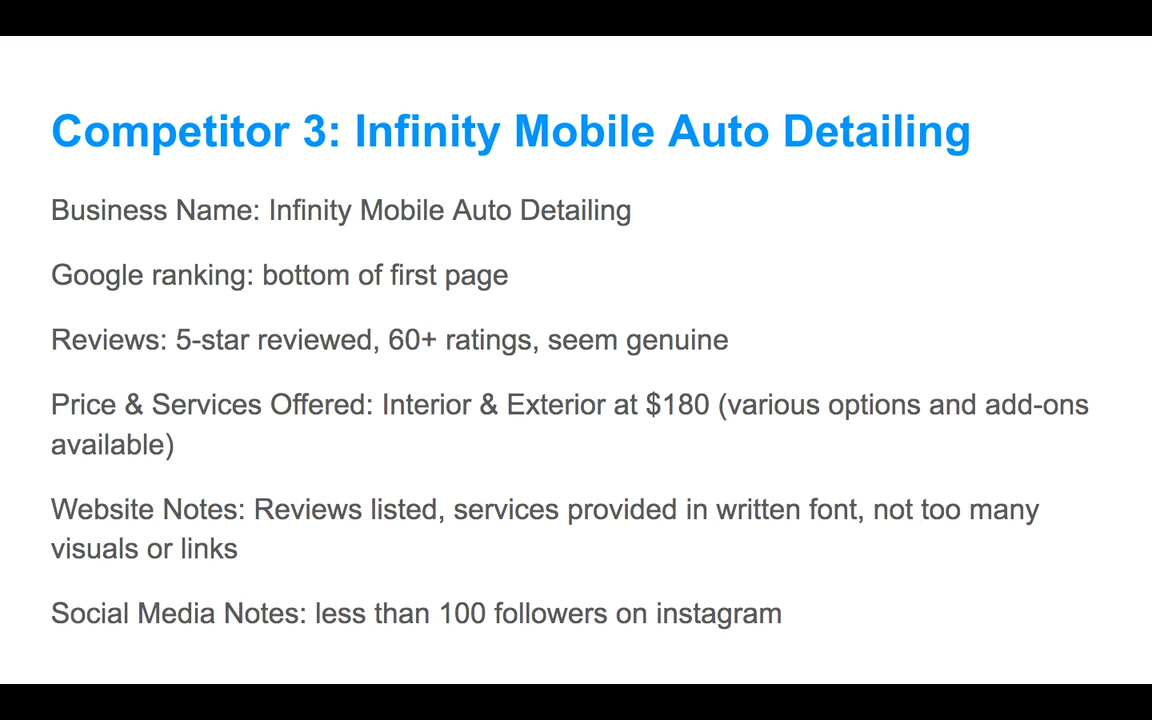 Competitor 3: Infinity Mobile Auto Detailing
Business Name: Infinity Mobile Auto Detailing
Google ranking: bottom of first page
Reviews: 5-star reviewed, 60+ ratings, seem genuine
Price & Services Offered: Interior & Exterior at $180 (various options and add-ons
available)
Website Notes: Reviews listed, services provided in written font, not too many
visuals or links
Social Media Notes: less than 100 followers on instagram